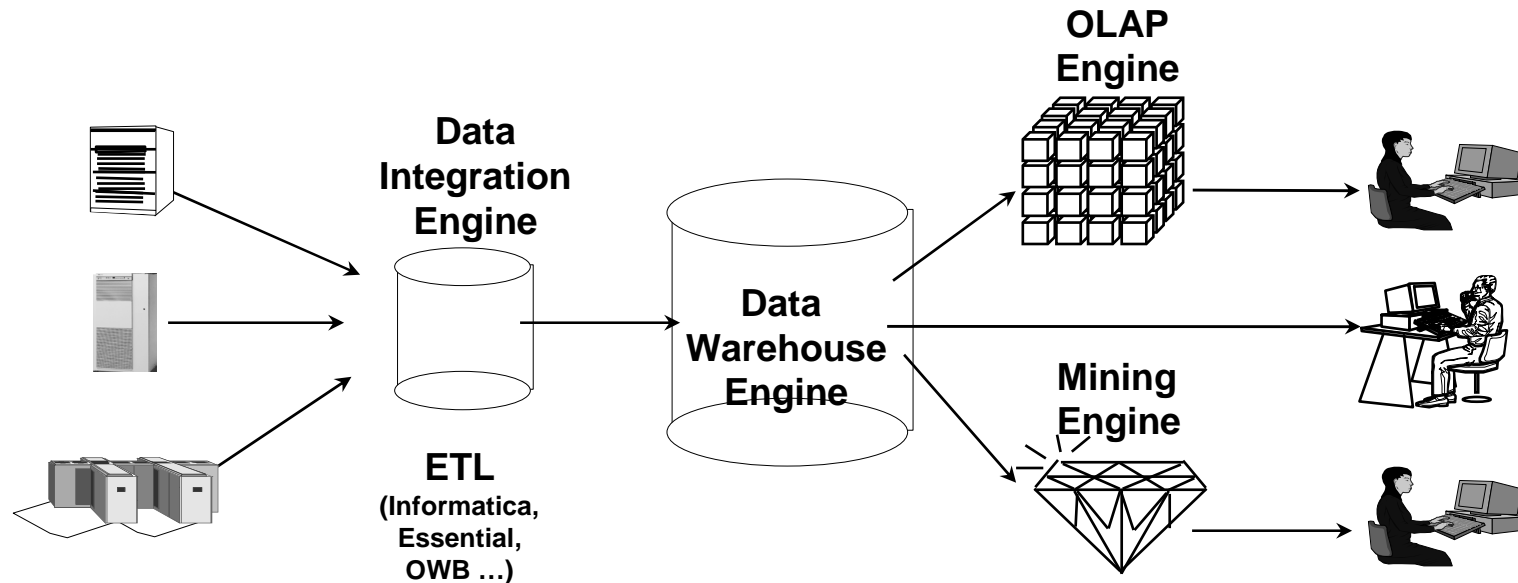 Data
Integration
Engine
ETL
(Informatica,
Essential,
OWB …)
Data
Warehouse
Engine
OLAP
Engine
Mining
Engine